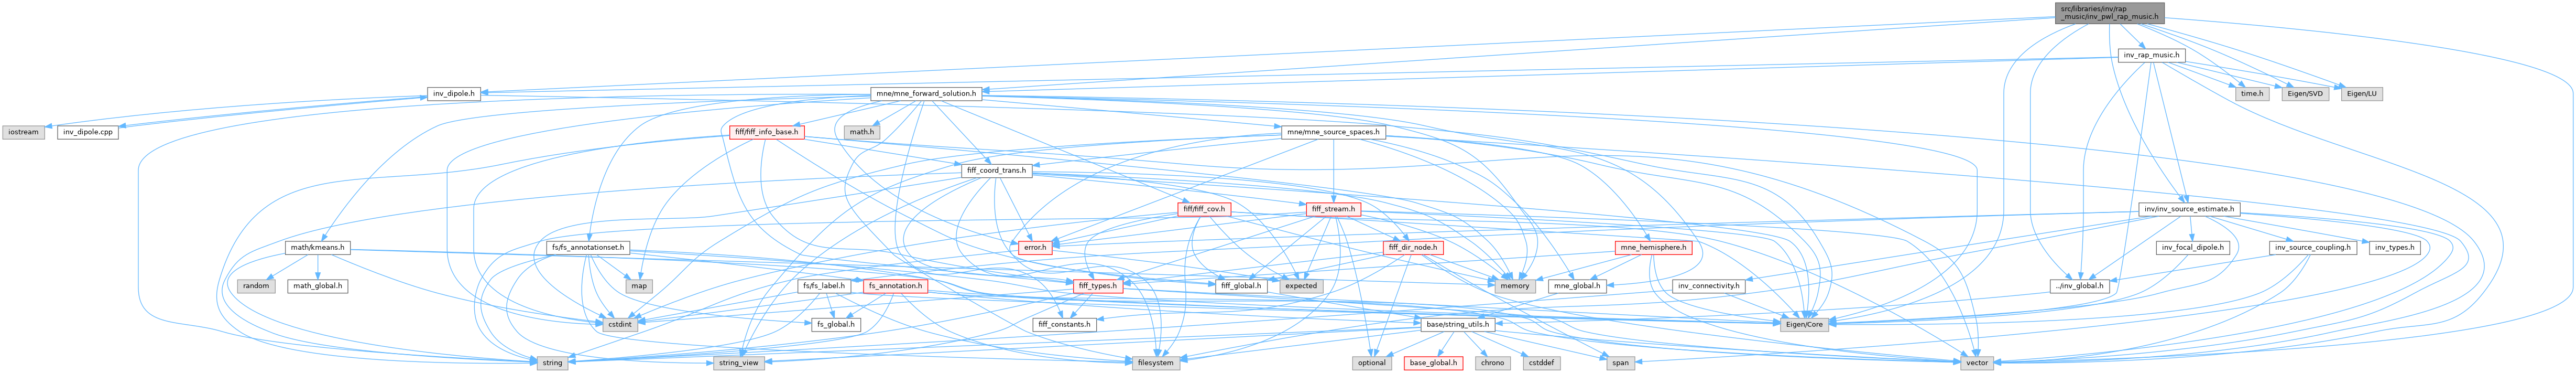 src/libraries/inv/rap
_music/inv_pwl_rap_music.h
inv_rap_music.h
inv_dipole.h
mne/mne_forward_solution.h
time.h
Eigen/SVD
Eigen/LU
iostream
inv_dipole.cpp
fiff/fiff_info_base.h
math.h
mne/mne_source_spaces.h
fiff_coord_trans.h
fiff/fiff_cov.h
fiff_stream.h
inv/inv_source_estimate.h
math/kmeans.h
fs/fs_annotationset.h
error.h
fiff_dir_node.h
mne_hemisphere.h
inv_focal_dipole.h
inv_source_coupling.h
inv_types.h
random
math_global.h
map
fs/fs_label.h
fs_annotation.h
fiff_types.h
fiff_global.h
expected
memory
mne_global.h
inv_connectivity.h
../inv_global.h
cstdint
fs_global.h
fiff_constants.h
base/string_utils.h
Eigen/Core
string
string_view
filesystem
optional
base_global.h
chrono
cstddef
span
vector